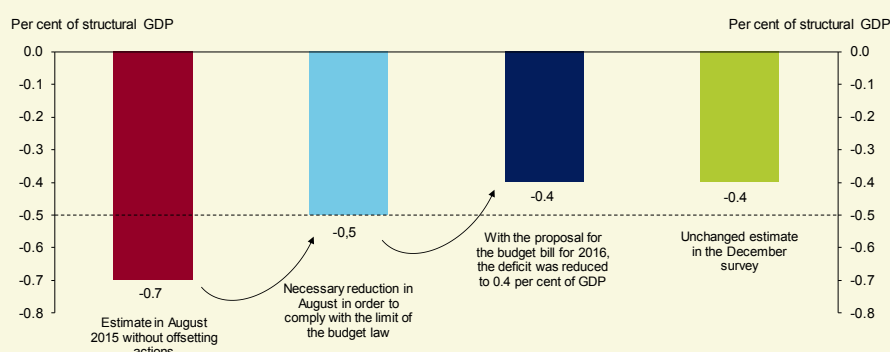 Per cent of structural GDP
Per cent of structural GDP
0.0
-0.1
-0.2
-0.3
-0.4
-0.5
-0.6
-0.7
-0.8
0.0
-0.1
-0.2
-0.3
-0.4
-0.5
-0.6
-0.7
-0.8
-0.7
Estimate in August
2015 without offsetting
actions
-0,5
Necessary reduction in
August in order to
comply with the limit of
the budget law
-0.4
With the proposal for
the budget bill for 2016,
the deficit was reduced
to 0.4 per cent of GDP
-0.4
Unchanged estimate
in the December
survey